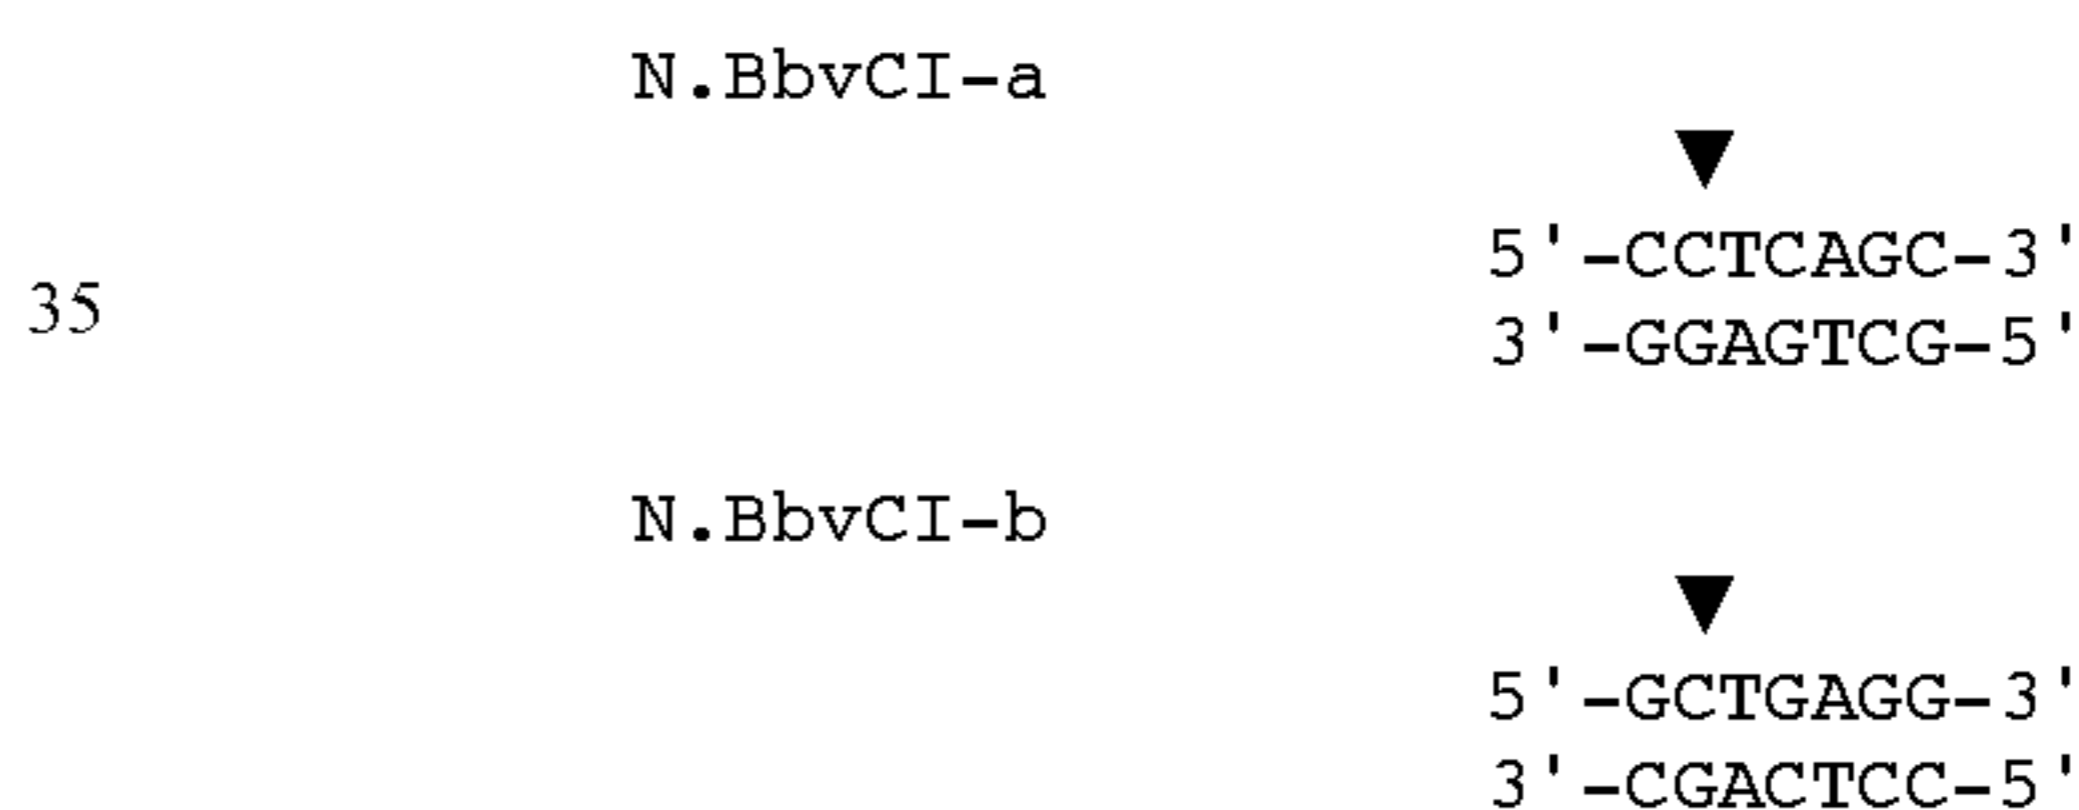 N.BbvCI-a
▼
5'-CCTCAGC-3'
35
3'-GGAGTCG-5'
N.BbvCI-b
▼
5'-GCTGAGG-3'
3'-CGACTCC-5'